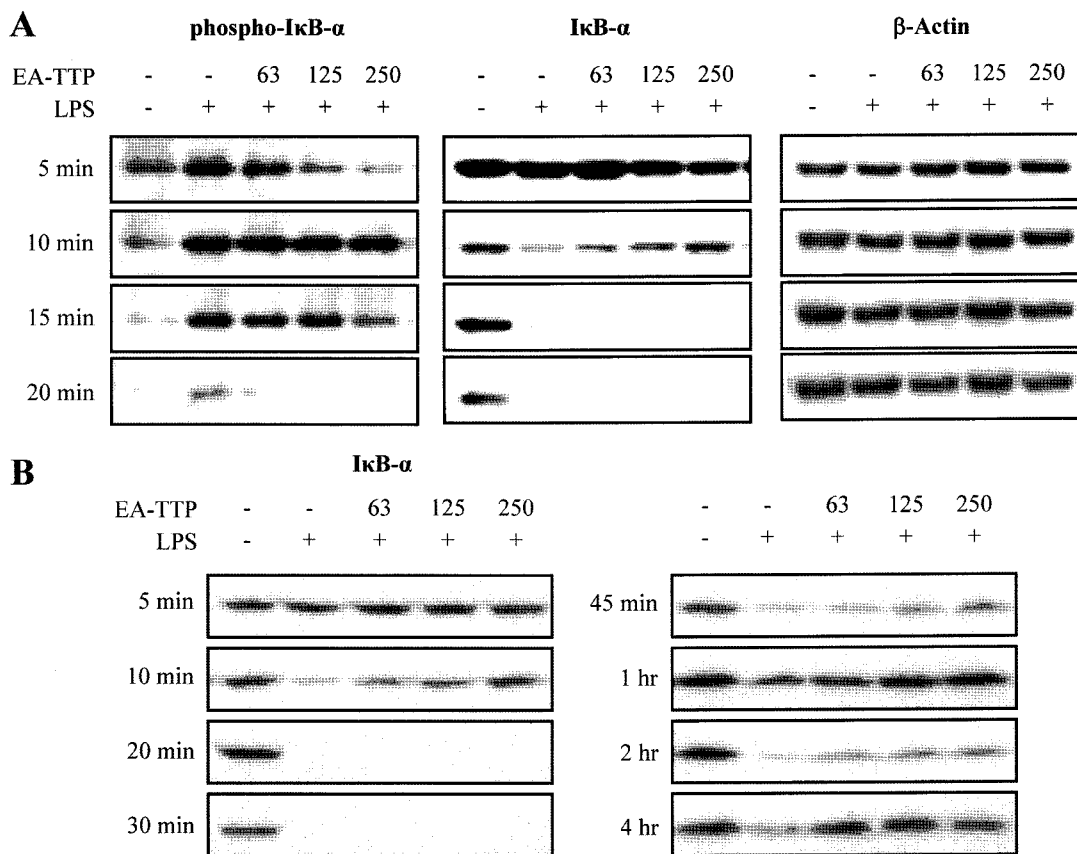 A
phospho-IκB-α IκB-α β-Actin
EA-TTP - - 63 125 250 - - 63 125 250 - - 63 125 250
LPS - + + + + - + + + + - + + + +
5 min
10 min
15 min
20 min
B
IκB-α
EA-TTP - - 63 125 250 - - 63 125 250
LPS - + + + + - + + + +
5 min 45 min
10 min 1 hr
20 min 2 hr
30 min 4 hr